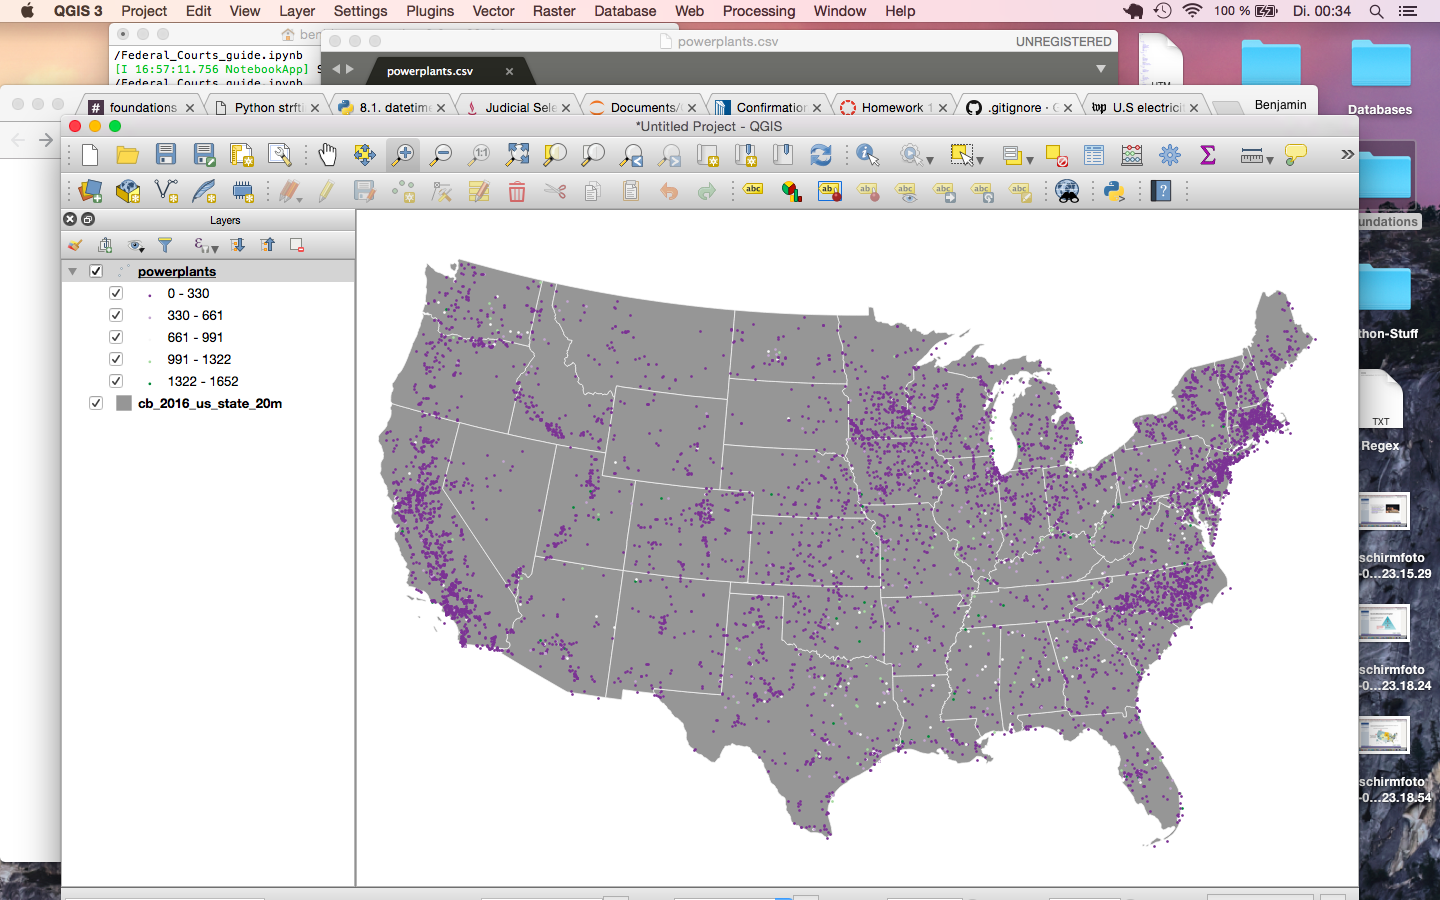 QGIS 3 Project Edit View Layer Settings Plugins Vector Raster Database Web Processing Window Help 100 % Di. 00:34
/Federal_Courts_guide.ipynb
[I 16:57:11.756 NotebookApp] S
/Federal Courts guide.ipynb
powerplants.csv UNREGISTERED
powerplants.csv
foundations Python strfti 8.1. datetime Judicial Sele Documents/ Confirmation Homework 1 .gitignore · G U.S electricit Benjamin
*Untitled Project - QGIS
Layers
powerplants
0 - 330
330 - 661
661 - 991
991 - 1322
1322 - 1652
cb_2016_us_state_20m
HTM
Databases
undations
thon-Stuff
TXT
Regex
schirmfoto
-0...23.15.29
schirmfoto
-0...23.18.24
schirmfoto
-0...23.18.54